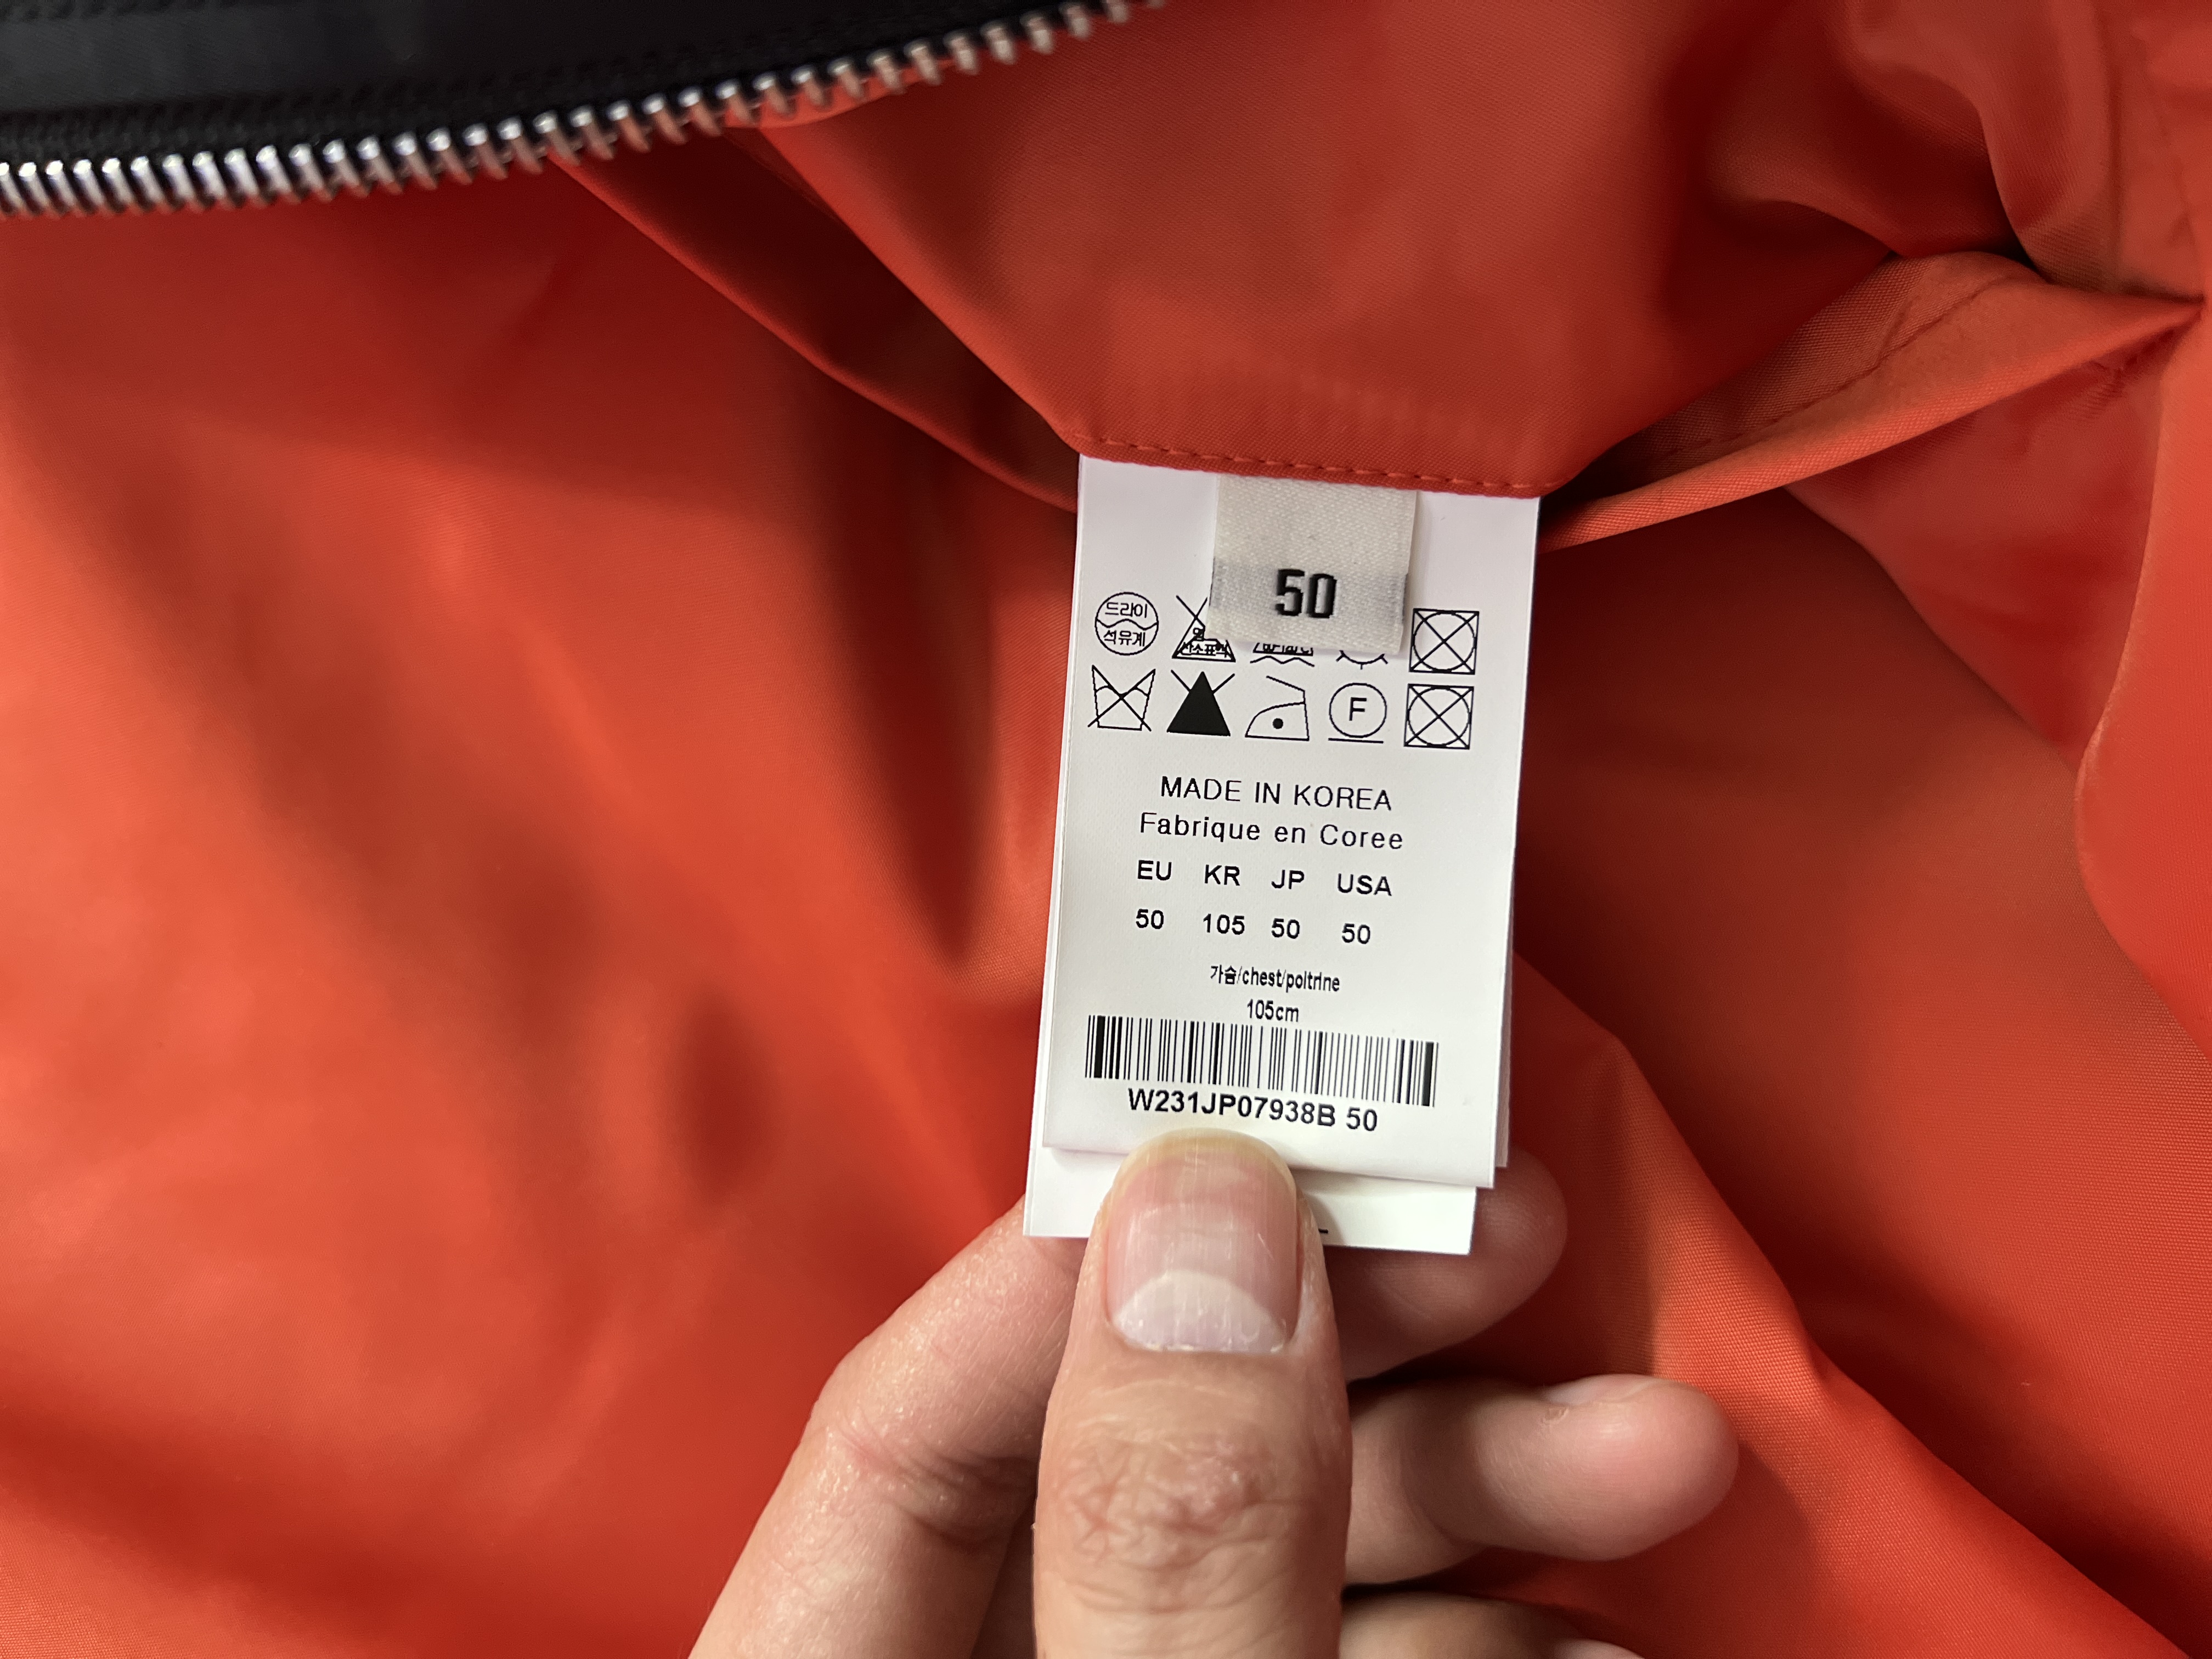 50
드라이
석유계
F
MADE IN KOREA
Fabrique en Coree
EU KR JP USA
50 105 50 50
가슴/chest/poltrine
105cm
W231JP07938B 50